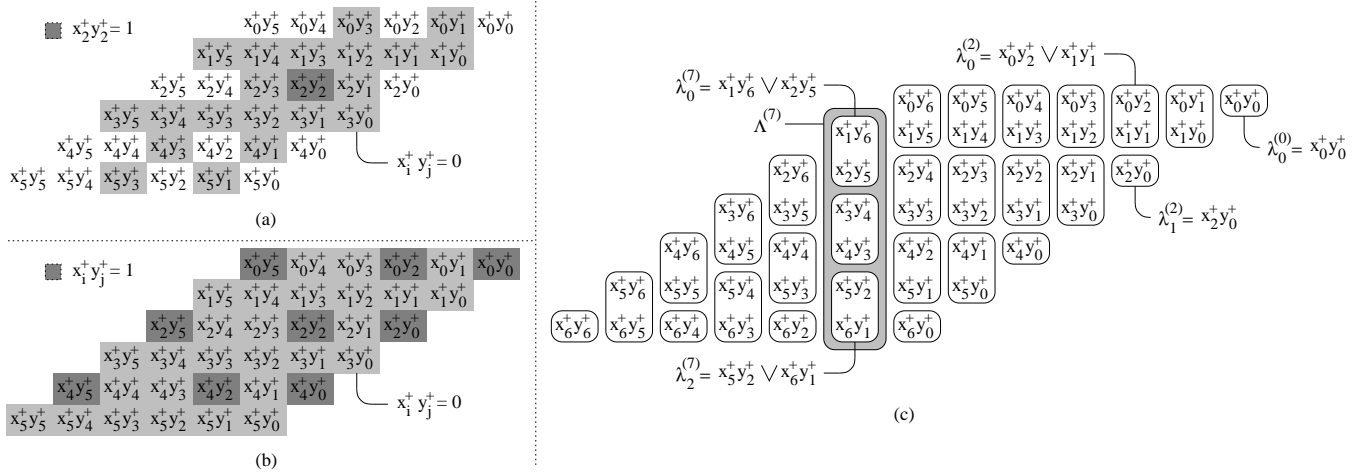 x₂⁺y₂⁺ = 1
x₀⁺y₅⁺ x₀⁺y₄⁺ x₀⁺y₃⁺ x₀⁺y₂⁺ x₀⁺y₁⁺ x₀⁺y₀⁺
x₁⁺y₅⁺ x₁⁺y₄⁺ x₁⁺y₃⁺ x₁⁺y₂⁺ x₁⁺y₁⁺ x₁⁺y₀⁺
x₂⁺y₅⁺ x₂⁺y₄⁺ x₂⁺y₃⁺ x₂⁺y₂⁺ x₂⁺y₁⁺ x₂⁺y₀⁺
x₃⁺y₅⁺ x₃⁺y₄⁺ x₃⁺y₃⁺ x₃⁺y₂⁺ x₃⁺y₁⁺ x₃⁺y₀⁺
x₄⁺y₅⁺ x₄⁺y₄⁺ x₄⁺y₃⁺ x₄⁺y₂⁺ x₄⁺y₁⁺ x₄⁺y₀⁺
xᵢ⁺ yⱼ⁺ = 0
x₅⁺y₅⁺ x₅⁺y₄⁺ x₅⁺y₃⁺ x₅⁺y₂⁺ x₅⁺y₁⁺ x₅⁺y₀⁺
(a)
xᵢ⁺ yⱼ⁺ = 1
x₀⁺y₅⁺ x₀⁺y₄⁺ x₀⁺y₃⁺ x₀⁺y₂⁺ x₀⁺y₁⁺ x₀⁺y₀⁺
x₁⁺y₅⁺ x₁⁺y₄⁺ x₁⁺y₃⁺ x₁⁺y₂⁺ x₁⁺y₁⁺ x₁⁺y₀⁺
x₂⁺y₅⁺ x₂⁺y₄⁺ x₂⁺y₃⁺ x₂⁺y₂⁺ x₂⁺y₁⁺ x₂⁺y₀⁺
x₃⁺y₅⁺ x₃⁺y₄⁺ x₃⁺y₃⁺ x₃⁺y₂⁺ x₃⁺y₁⁺ x₃⁺y₀⁺
x₄⁺y₅⁺ x₄⁺y₄⁺ x₄⁺y₃⁺ x₄⁺y₂⁺ x₄⁺y₁⁺ x₄⁺y₀⁺
xᵢ⁺ yⱼ⁺ = 0
x₅⁺y₅⁺ x₅⁺y₄⁺ x₅⁺y₃⁺ x₅⁺y₂⁺ x₅⁺y₁⁺ x₅⁺y₀⁺
(b)
λ₀⁽²⁾ = x₀⁺y₂⁺ ∨ x₁⁺y₁⁺
λ₀⁽⁷⁾ = x₁⁺y₆⁺ ∨ x₂⁺y₅⁺
x₀⁺y₆⁺ x₀⁺y₅⁺ x₀⁺y₄⁺ x₀⁺y₃⁺ x₀⁺y₂⁺ x₀⁺y₁⁺ x₀⁺y₀⁺
Λ⁽⁷⁾
x₁⁺y₆⁺ x₁⁺y₅⁺ x₁⁺y₄⁺ x₁⁺y₃⁺ x₁⁺y₂⁺ x₁⁺y₁⁺ x₁⁺y₀⁺
λ₀⁽⁰⁾ = x₀⁺y₀⁺
x₂⁺y₆⁺ x₂⁺y₅⁺ x₂⁺y₄⁺ x₂⁺y₃⁺ x₂⁺y₂⁺ x₂⁺y₁⁺ x₂⁺y₀⁺
x₃⁺y₆⁺ x₃⁺y₅⁺ x₃⁺y₄⁺ x₃⁺y₃⁺ x₃⁺y₂⁺ x₃⁺y₁⁺ x₃⁺y₀⁺
λ₁⁽²⁾ = x₂⁺y₀⁺
x₄⁺y₆⁺ x₄⁺y₅⁺ x₄⁺y₄⁺ x₄⁺y₃⁺ x₄⁺y₂⁺ x₄⁺y₁⁺ x₄⁺y₀⁺
x₅⁺y₆⁺ x₅⁺y₅⁺ x₅⁺y₄⁺ x₅⁺y₃⁺ x₅⁺y₂⁺ x₅⁺y₁⁺ x₅⁺y₀⁺
x₆⁺y₆⁺ x₆⁺y₅⁺ x₆⁺y₄⁺ x₆⁺y₃⁺ x₆⁺y₂⁺ x₆⁺y₁⁺ x₆⁺y₀⁺
λ₂⁽⁷⁾ = x₅⁺y₂⁺ ∨ x₆⁺y₁⁺
(c)